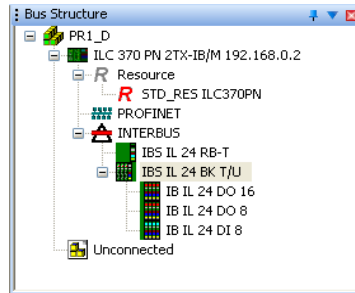 Bus Structure
PR1_D
ILC 370 PN 2TX-IB/M 192.168.0.2
R Resource
R STD_RES ILC370PN
PROFINET
INTERBUS
IBS IL 24 RB-T
IBS IL 24 BK T/U
IB IL 24 DO 16
IB IL 24 DO 8
IB IL 24 DI 8
Unconnected